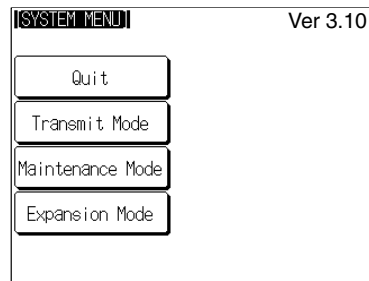 [SYSTEM MENU] Ver 3.10
Quit
Transmit Mode
Maintenance Mode
Expansion Mode